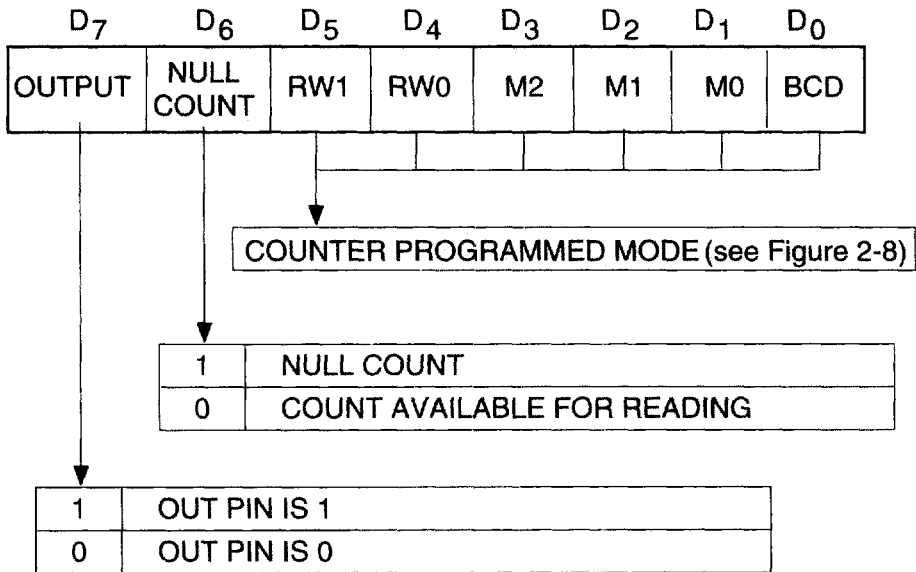 D7 D6 D5 D4 D3 D2 D1 D0
OUTPUT NULL COUNT RW1 RW0 M2 M1 M0 BCD
COUNTER PROGRAMMED MODE (see Figure 2-8)
1 NULL COUNT
0 COUNT AVAILABLE FOR READING
1 OUT PIN IS 1
0 OUT PIN IS 0